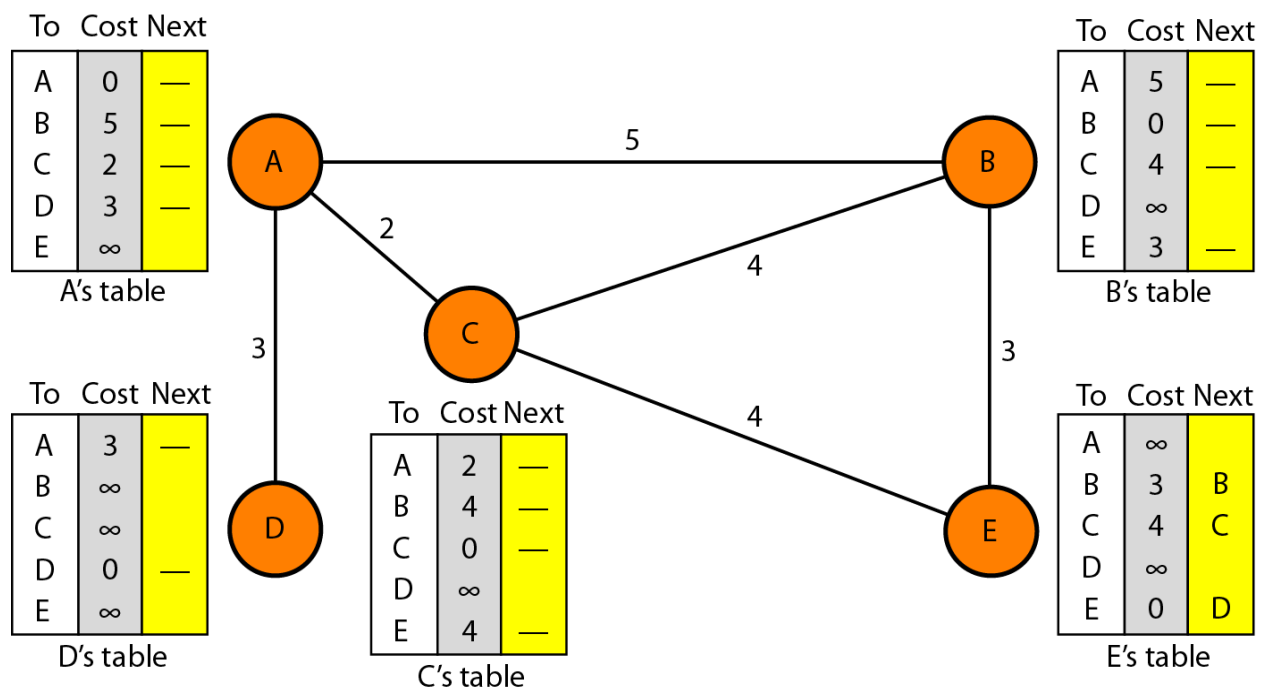 To Cost Next
A 0 —
B 5 —
C 2 —
D 3 —
E ∞
A's table
To Cost Next
A 5 —
B 0 —
C 4 —
D ∞
E 3 —
B's table
A
5
B
2
4
C
3
3
4
D
E
To Cost Next
A 3 —
B ∞
C ∞
D 0 —
E ∞
D's table
To Cost Next
A 2 —
B 4 —
C 0 —
D ∞
E 4 —
C's table
To Cost Next
A ∞
B 3 B
C 4 C
D ∞
E 0 D
E's table